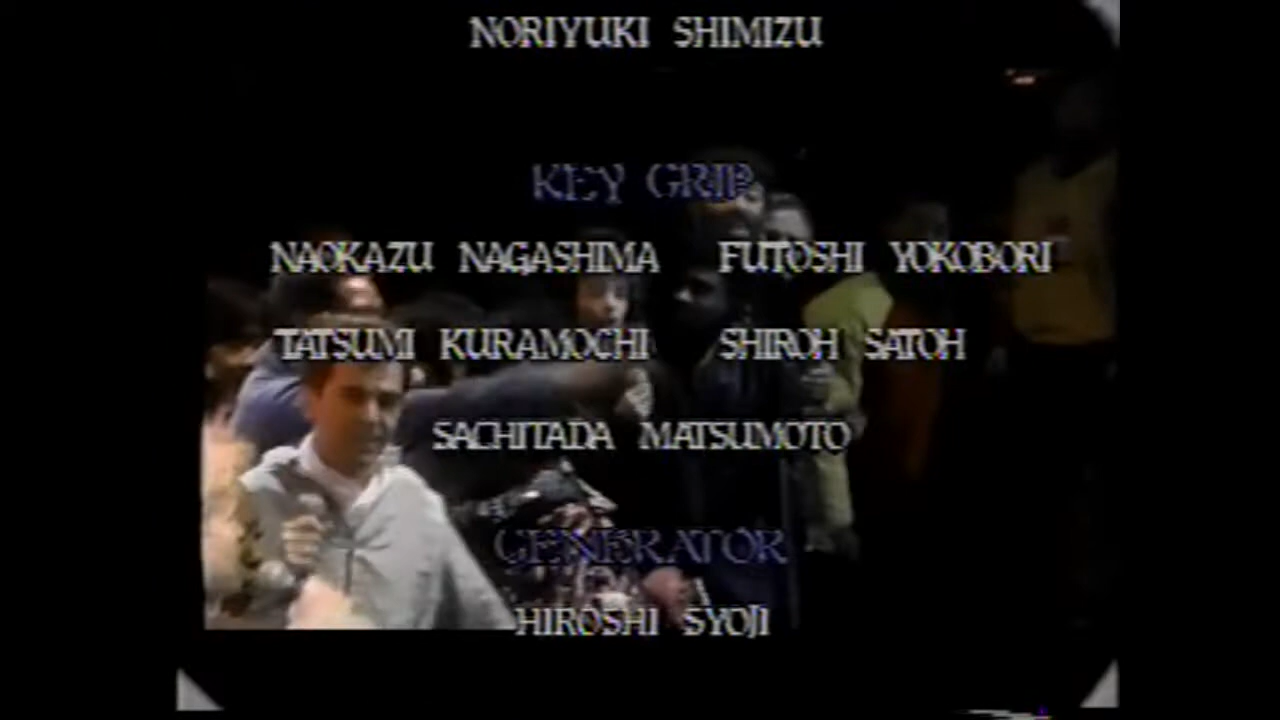 NORIYUKI SHIMIZU
KEY GRIP
NAOKAZU NAGASHIMA FUTOSHI YOKOBORI
TATSUMI KURAMOCHI SHIROH SATOH
SACHITADA MATSUMOTO
GENERATOR
HIROSHI SYOJI